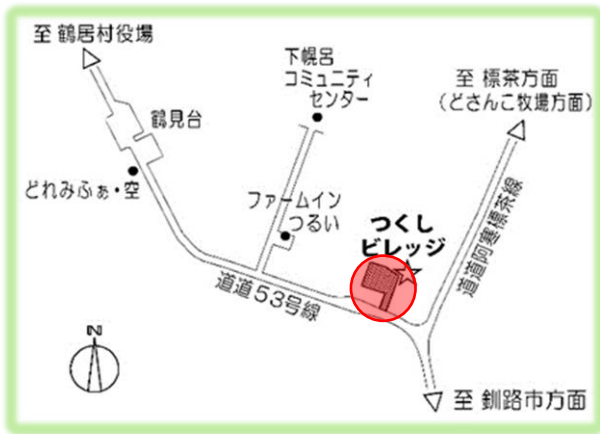 至 鶴居村役場
下幌呂
コミュニティ
センター
至 標茶方面
(どさんこ牧場方面)
鶴見台
どれみふぁ・空
ファームイン
つるい
つくし
ビレッジ
道道阿寒標茶線
道道53号線
N
至 釧路市方面